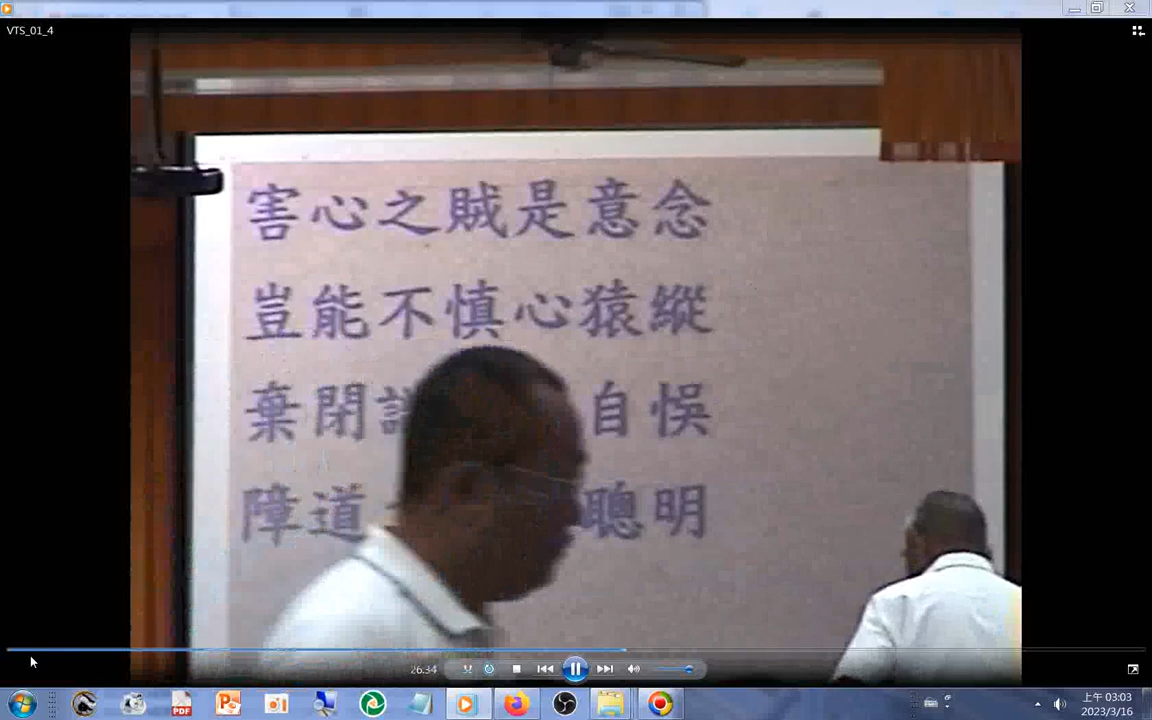 VTS_01_4
害心之賊是意念
豈能不慎心猿縱
棄閉 自悞
障道 聰明
26:34
PDF
上午 03:03
2023/3/16